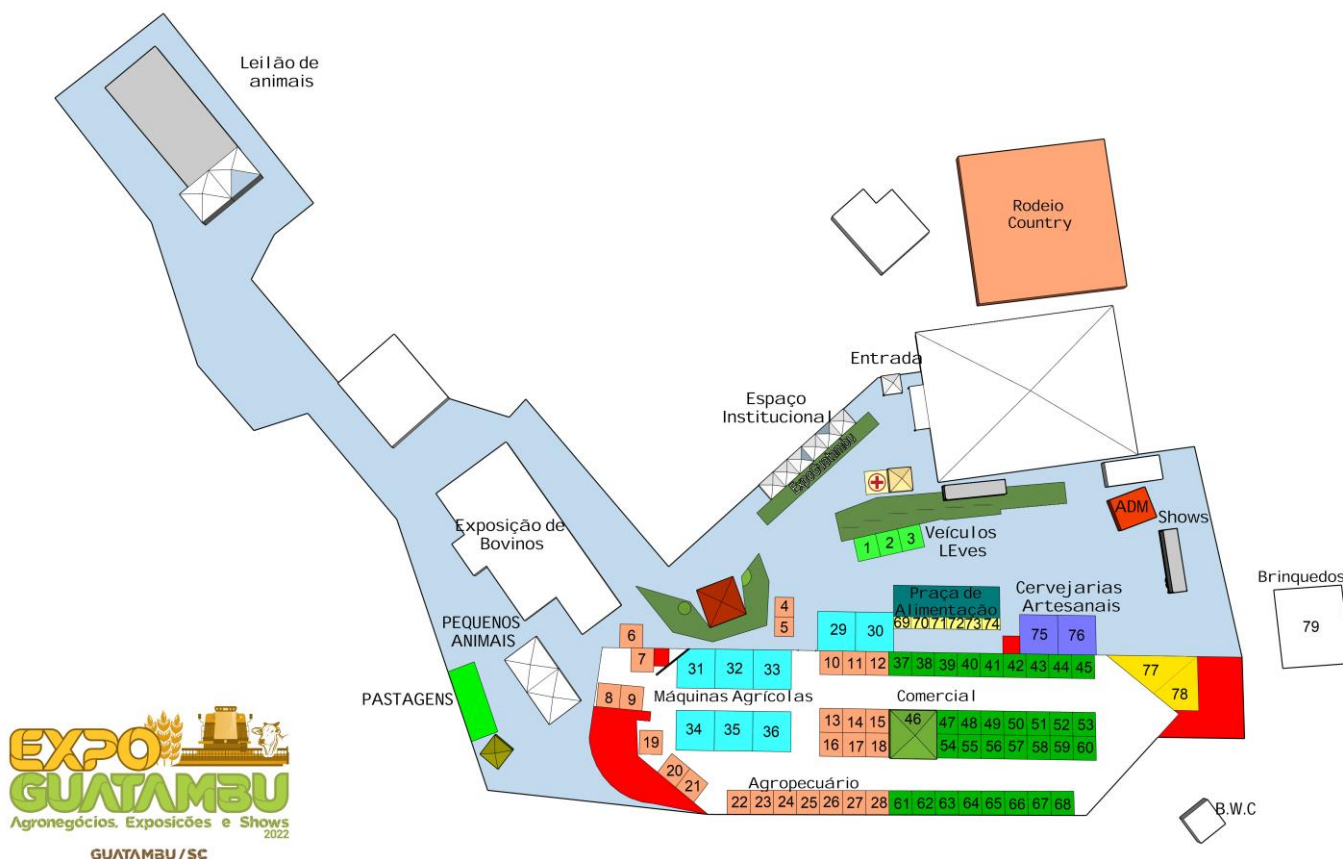 Leilão de
animais
Rodeio
Country
Entrada
Espaço
Institucional
ExpoGuatambu
ADM
Shows
1 2 3
Veículos
LEves
Exposição de
Bovinos
Brinquedos
79
Praça de
Alimentação
69 70 71 72 73 74
Cervejarias
Artesanais
75 76
PEQUENOS
ANIMAIS
4
5
6
7
29 30
31 32 33
10 11 12 37 38 39 40 41 42 43 44 45
77
78
PASTAGENS
8 9
Máquinas Agrícolas
Comercial
34 35 36
13 14 15 46 47 48 49 50 51 52 53
16 17 18 54 55 56 57 58 59 60
19
20
21
Agropecuário
22 23 24 25 26 27 28 61 62 63 64 65 66 67 68
B.W.C
EXPO
GUATAMBU
Agronegócios, Exposições e Shows
2022
GUATAMBU/SC